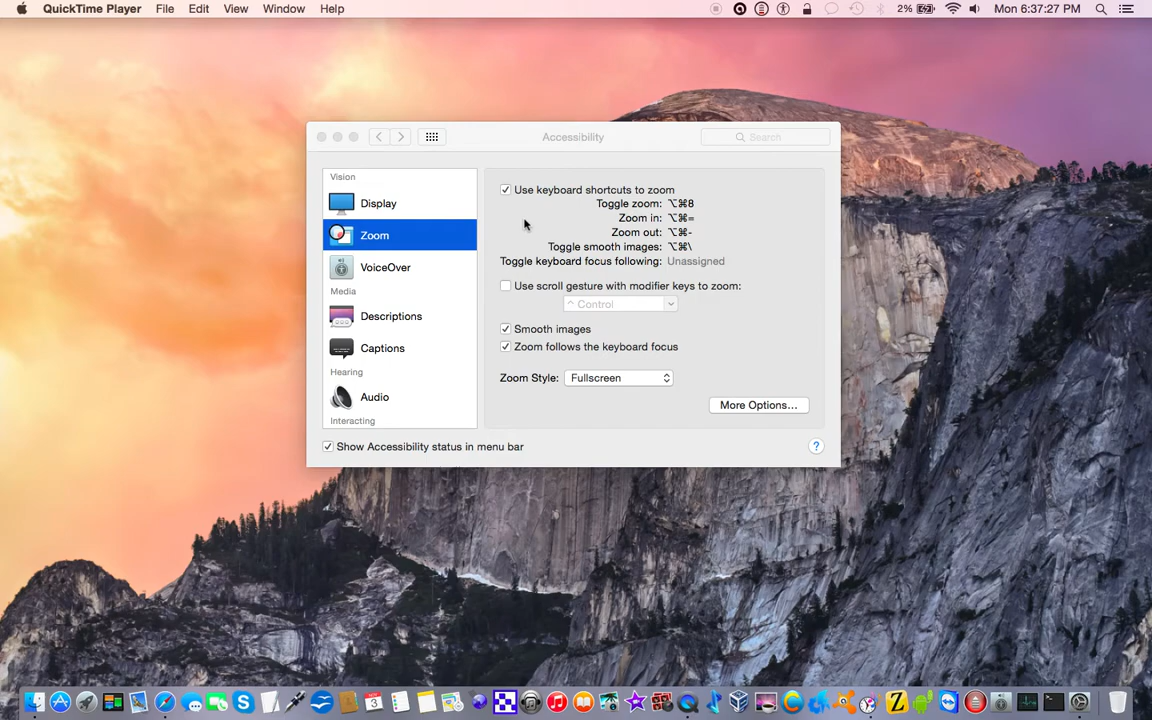 QuickTime Player File Edit View Window Help 2% Mon 6:37:27 PM
Accessibility Search
Vision
Display
Zoom
VoiceOver
Media
Descriptions
Captions
Hearing
Audio
Interacting
Use keyboard shortcuts to zoom
Toggle zoom: ⌥⌘8
Zoom in: ⌥⌘=
Zoom out: ⌥⌘-
Toggle smooth images: ⌥⌘\
Toggle keyboard focus following: Unassigned
Use scroll gesture with modifier keys to zoom:
^ Control
Smooth images
Zoom follows the keyboard focus
Zoom Style: Fullscreen
More Options...
Show Accessibility status in menu bar ?